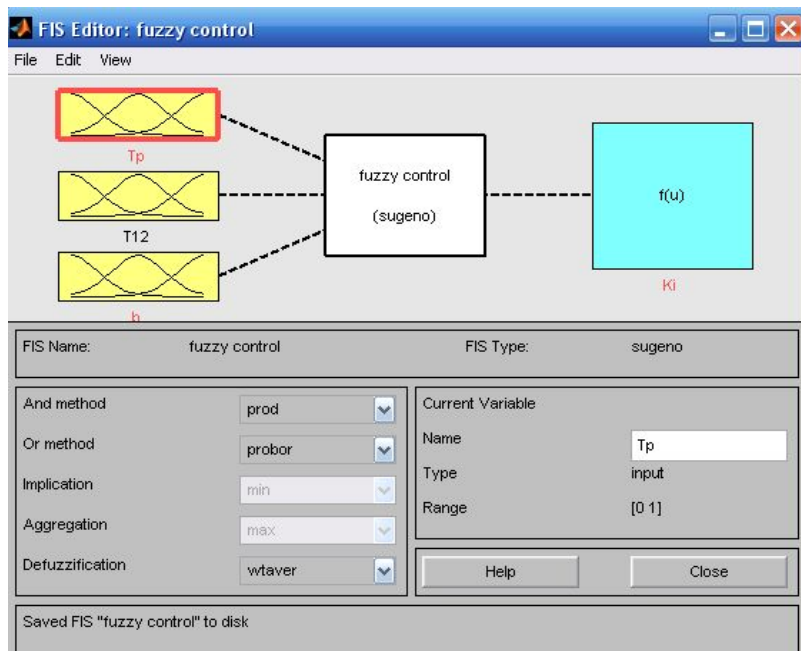 FIS Editor: fuzzy control
File Edit View
Tp
T12
b
fuzzy control
(sugeno)
f(u)
Ki
FIS Name: fuzzy control FIS Type: sugeno
And method prod
Or method probor
Implication min
Aggregation max
Defuzzification wtaver
Current Variable
Name Tp
Type input
Range [0 1]
Help Close
Saved FIS "fuzzy control" to disk